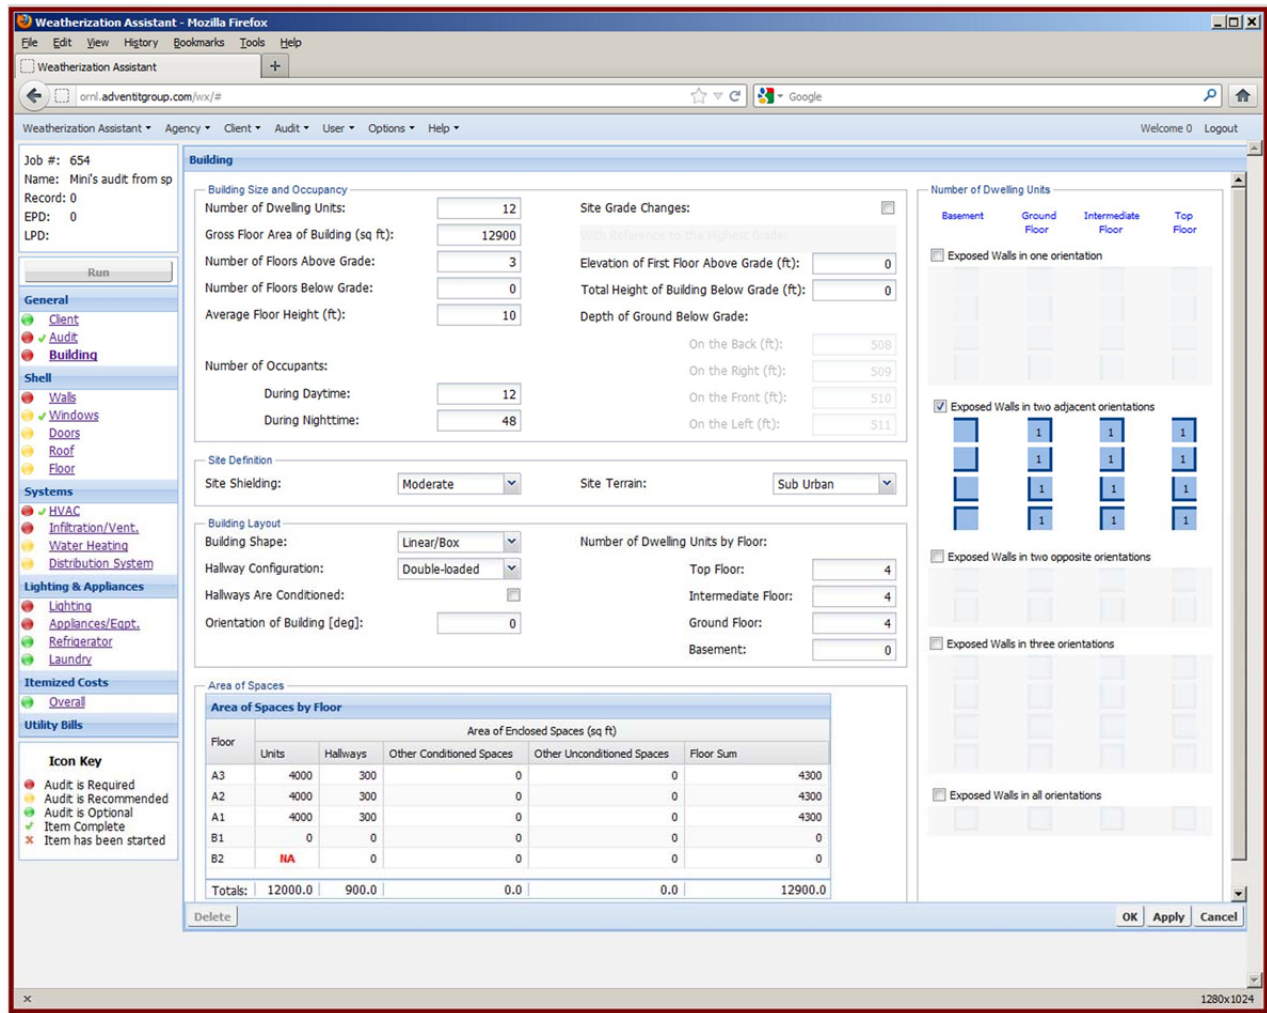 Weatherization Assistant - Mozilla Firefox
File Edit View History Bookmarks Tools Help
Weatherization Assistant +
ornl.adventitgroup.com/wx/# Google
Weatherization Assistant Agency Client Audit User Options Help Welcome 0 Logout
Job #: 654
Name: Mini's audit from sp
Record: 0
EPD: 0
LPD:
Run
General
Client
Audit
Building
Shell
Walls
Windows
Doors
Roof
Floor
Systems
HVAC
Infiltration/Vent.
Water Heating
Distribution System
Lighting & Appliances
Lighting
Appliances/Eqpt.
Refrigerator
Laundry
Itemized Costs
Overall
Utility Bills
Icon Key
Audit is Required
Audit is Recommended
Audit is Optional
Item Complete
Item has been started
Building
Building Size and Occupancy
Number of Dwelling Units: 12
Gross Floor Area of Building (sq ft): 12900
Number of Floors Above Grade: 3
Number of Floors Below Grade: 0
Average Floor Height (ft): 10
Number of Occupants:
During Daytime: 12
During Nighttime: 48
Site Grade Changes:
With Reference to the Highest Grade:
Elevation of First Floor Above Grade (ft): 0
Total Height of Building Below Grade (ft): 0
Depth of Ground Below Grade:
On the Back (ft): 508
On the Right (ft): 509
On the Front (ft): 510
On the Left (ft): 511
Site Definition
Site Shielding: Moderate Site Terrain: Sub Urban
Building Layout
Building Shape: Linear/Box
Hallway Configuration: Double-loaded
Hallways Are Conditioned:
Orientation of Building [deg]: 0
Number of Dwelling Units by Floor:
Top Floor: 4
Intermediate Floor: 4
Ground Floor: 4
Basement: 0
Area of Spaces
Area of Spaces by Floor
Floor Area of Enclosed Spaces (sq ft)
Units Hallways Other Conditioned Spaces Other Unconditioned Spaces Floor Sum
A3 4000 300 0 0 4300
A2 4000 300 0 0 4300
A1 4000 300 0 0 4300
B1 0 0 0 0 0
B2 NA 0 0 0 0
Totals: 12000.0 900.0 0.0 0.0 12900.0
Number of Dwelling Units
Basement Ground Floor Intermediate Floor Top Floor
Exposed Walls in one orientation
Exposed Walls in two adjacent orientations
1 1 1
1 1 1
1 1 1
1 1 1
Exposed Walls in two opposite orientations
Exposed Walls in three orientations
Exposed Walls in all orientations
Delete OK Apply Cancel
x 1280x1024